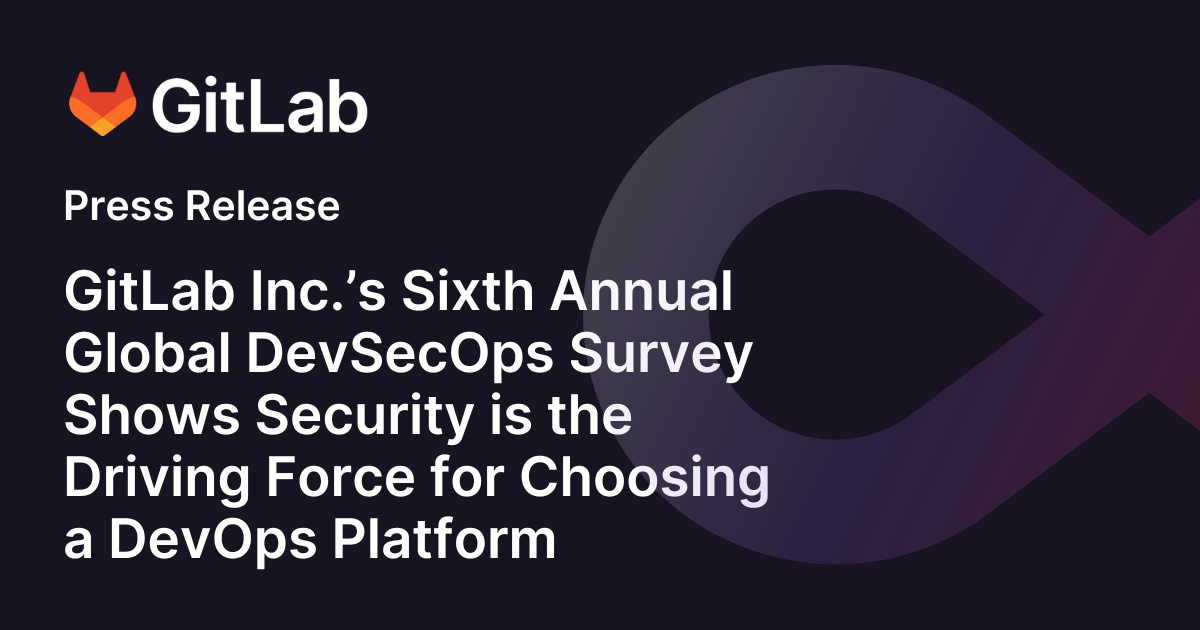 GitLab
Press Release
GitLab Inc.’s Sixth Annual
Global DevSecOps Survey
Shows Security is the
Driving Force for Choosing
a DevOps Platform